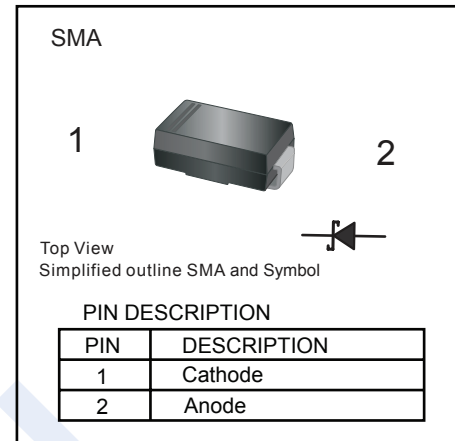 SMA
1
2
Top View
Simplified outline SMA and Symbol
PIN DESCRIPTION
PIN DESCRIPTION
1 Cathode
2 Anode